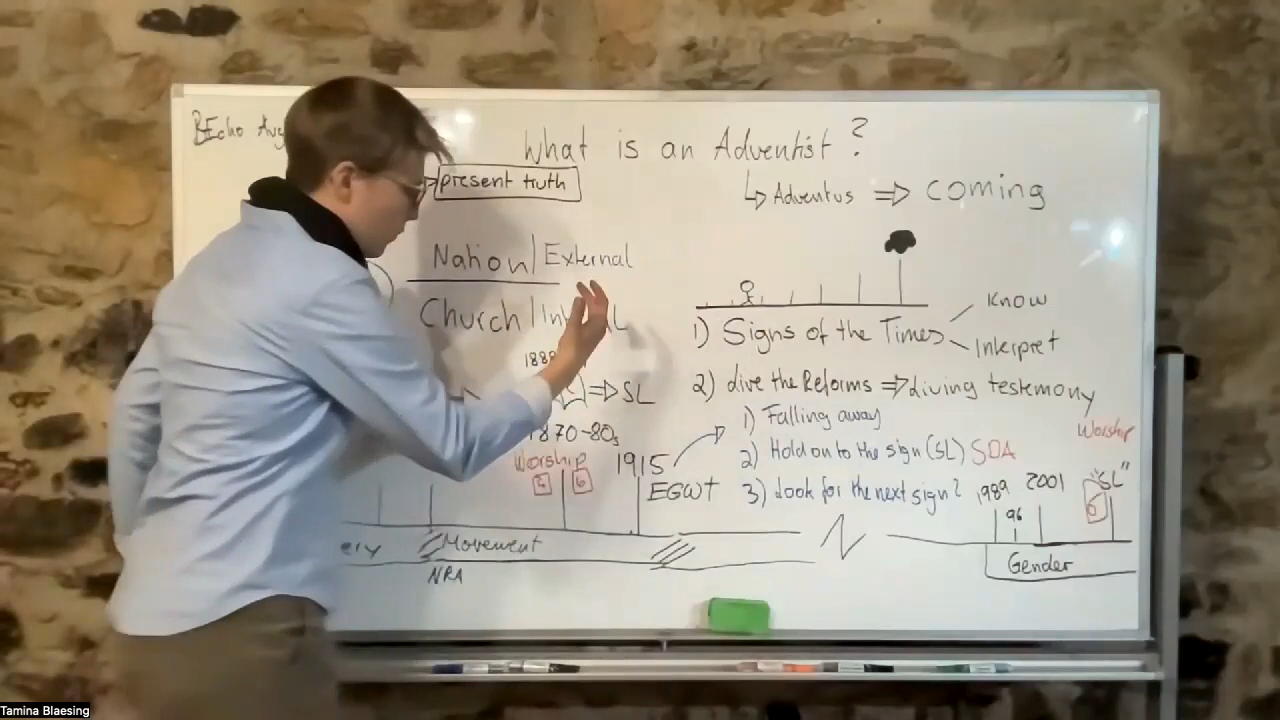 What is an Adventist?
present truth
↳ Adventus ⇒ coming
Nation/External
Church/
Know
1) Signs of the Times
Interpret
1888
⇒ SL
2) Live the Reforms ⇒ Living testemony
1) Falling away
1870-80s
2) Hold on to the sign (SL) SDA
Worship
Worship
1915
EGW†
3) Look for the next sign? 1989
96
2001
"SL"
6
6
ery
Movement
NRA
Gender
Tamina Blaesing